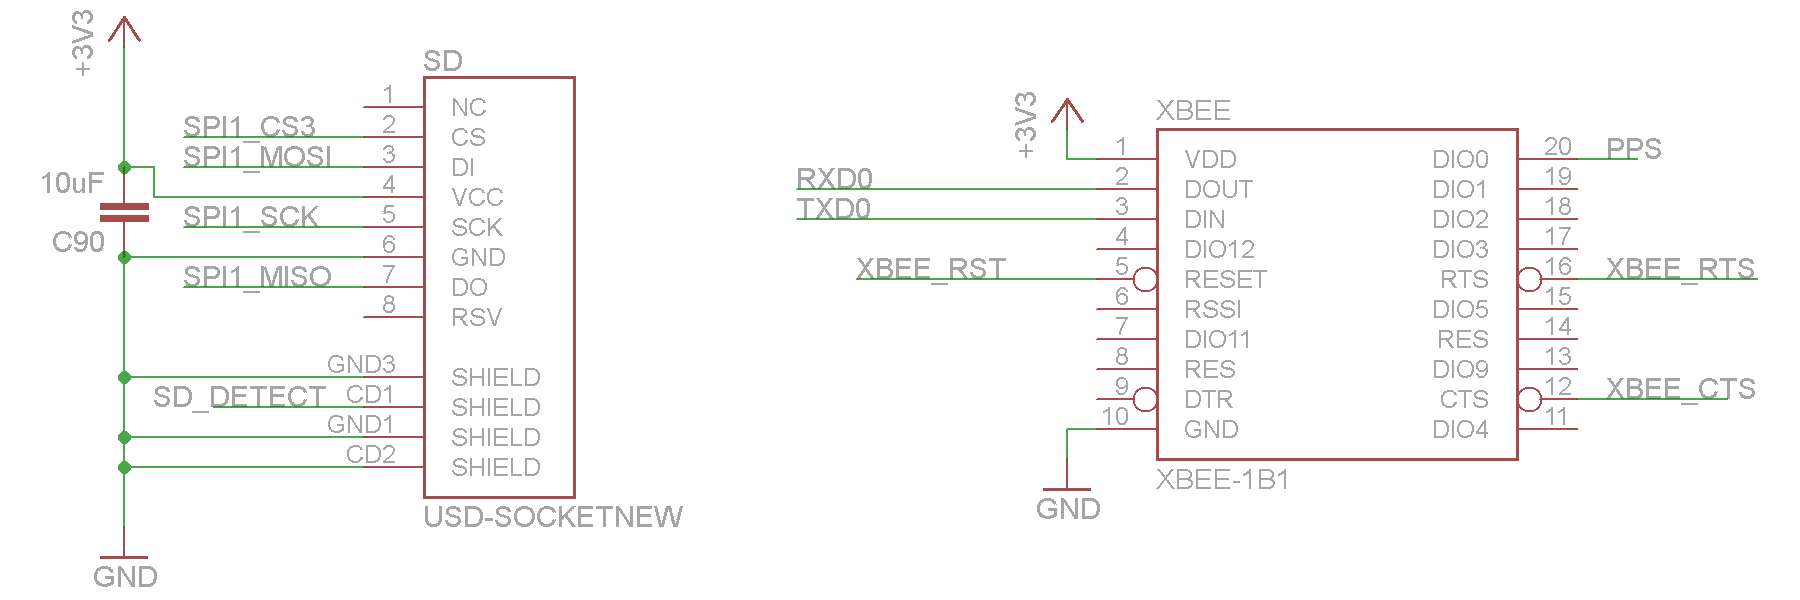 +3V3
SD
1 NC
SPI1_CS3 2 CS
SPI1_MOSI 3 DI
10uF 4 VCC
SPI1_SCK 5 SCK
C90 6 GND
SPI1_MISO 7 DO
8 RSV
GND3 SHIELD
SD_DETECT CD1 SHIELD
GND1 SHIELD
CD2 SHIELD
USD-SOCKETNEW
GND
+3V3
XBEE
1 VDD DIO0 20 PPS
RXD0 2 DOUT DIO1 19
TXD0 3 DIN DIO2 18
4 DIO12 DIO3 17
XBEE_RST 5 RESET RTS 16 XBEE_RTS
6 RSSI DIO5 15
7 DIO11 RES 14
8 RES DIO9 13
9 DTR CTS 12 XBEE_CTS
10 GND DIO4 11
XBEE-1B1
GND